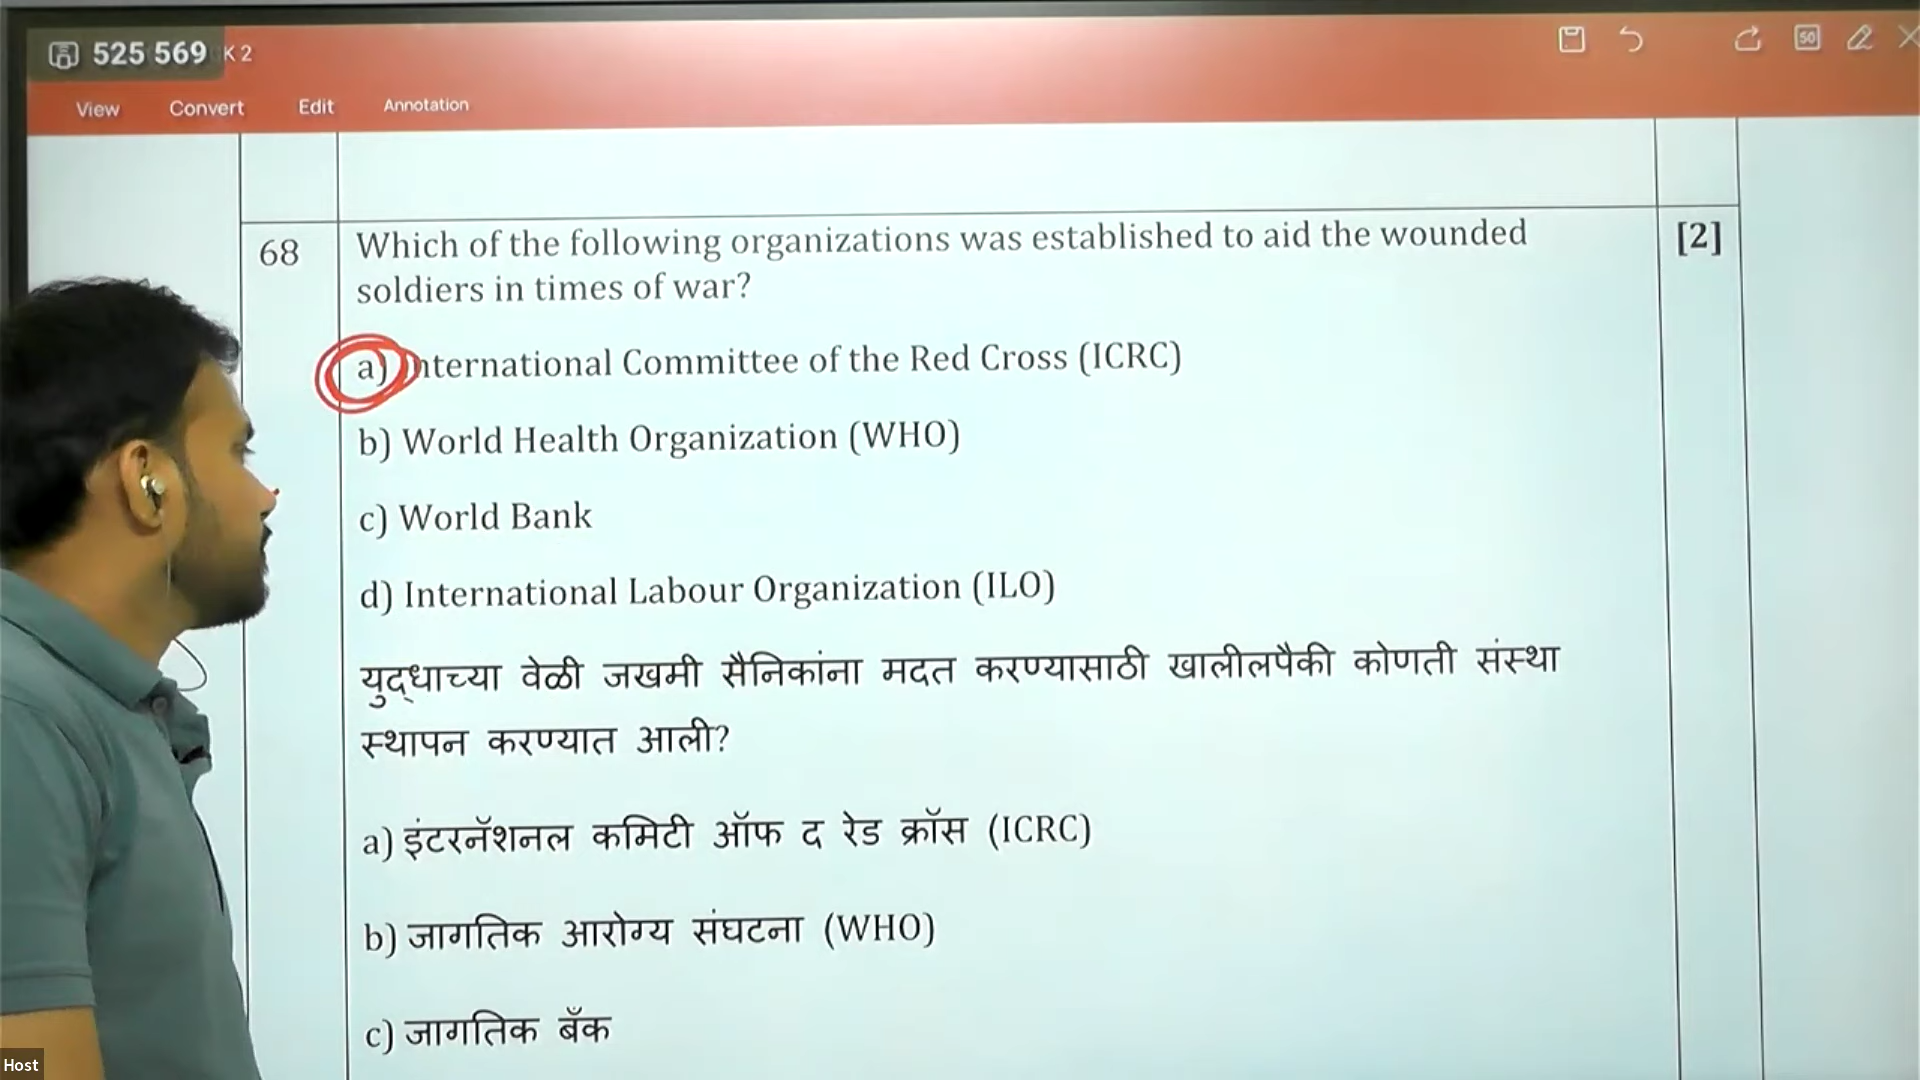 525 569 K 2
50
View Convert Edit Annotation
68 Which of the following organizations was established to aid the wounded [2]
soldiers in times of war?
a) International Committee of the Red Cross (ICRC)
b) World Health Organization (WHO)
c) World Bank
d) International Labour Organization (ILO)
युद्धाच्या वेळी जखमी सैनिकांना मदत करण्यासाठी खालीलपैकी कोणती संस्था
स्थापन करण्यात आली?
a) इंटरनॅशनल कमिटी ऑफ द रेड क्रॉस (ICRC)
b) जागतिक आरोग्य संघटना (WHO)
c) जागतिक बँक
Host